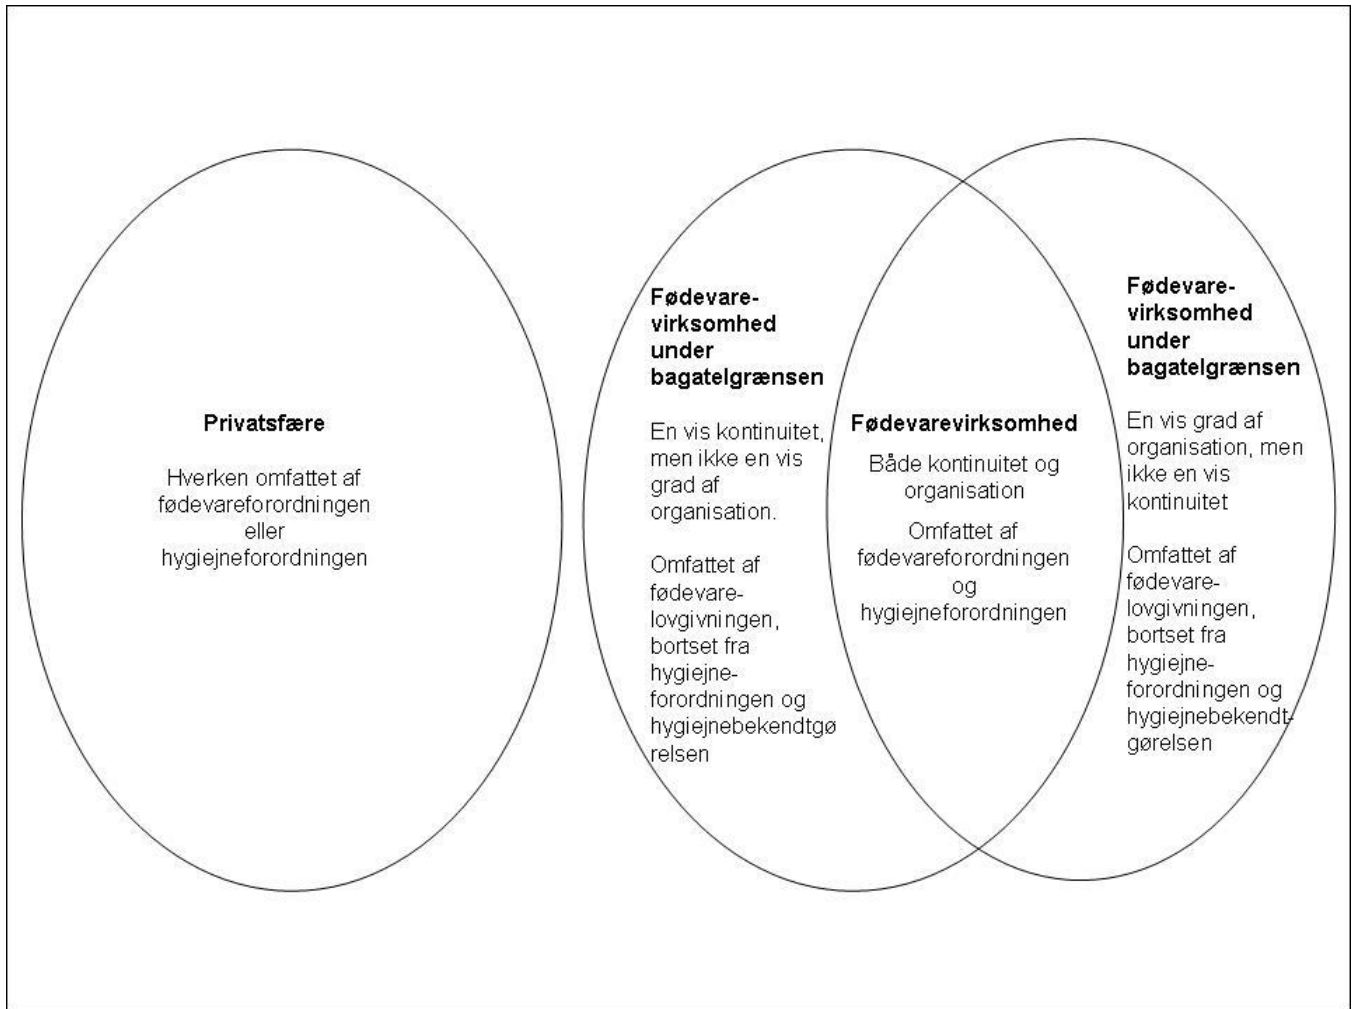 Privatsfære
Hverken omfattet af
fødevareforordningen
eller
hygiejneforordningen
Fødevare-
virksomhed
under
bagatelgrænsen
En vis kontinuitet,
men ikke en vis
grad af
organisation.
Omfattet af
fødevare-
lovgivningen,
bortset fra
hygiejne-
forordningen og
hygiejnebekendtgø
relsen
Fødevarevirksomhed
Både kontinuitet og
organisation
Omfattet af
fødevareforordningen
og
hygiejneforordningen
Fødevare-
virksomhed
under
bagatelgrænsen
En vis grad af
organisation, men
ikke en vis
kontinuitet
Omfattet af
fødevare-
lovgivningen,
bortset fra
hygiejne-
forordningen og
hygiejnebekendt-
gørelsen